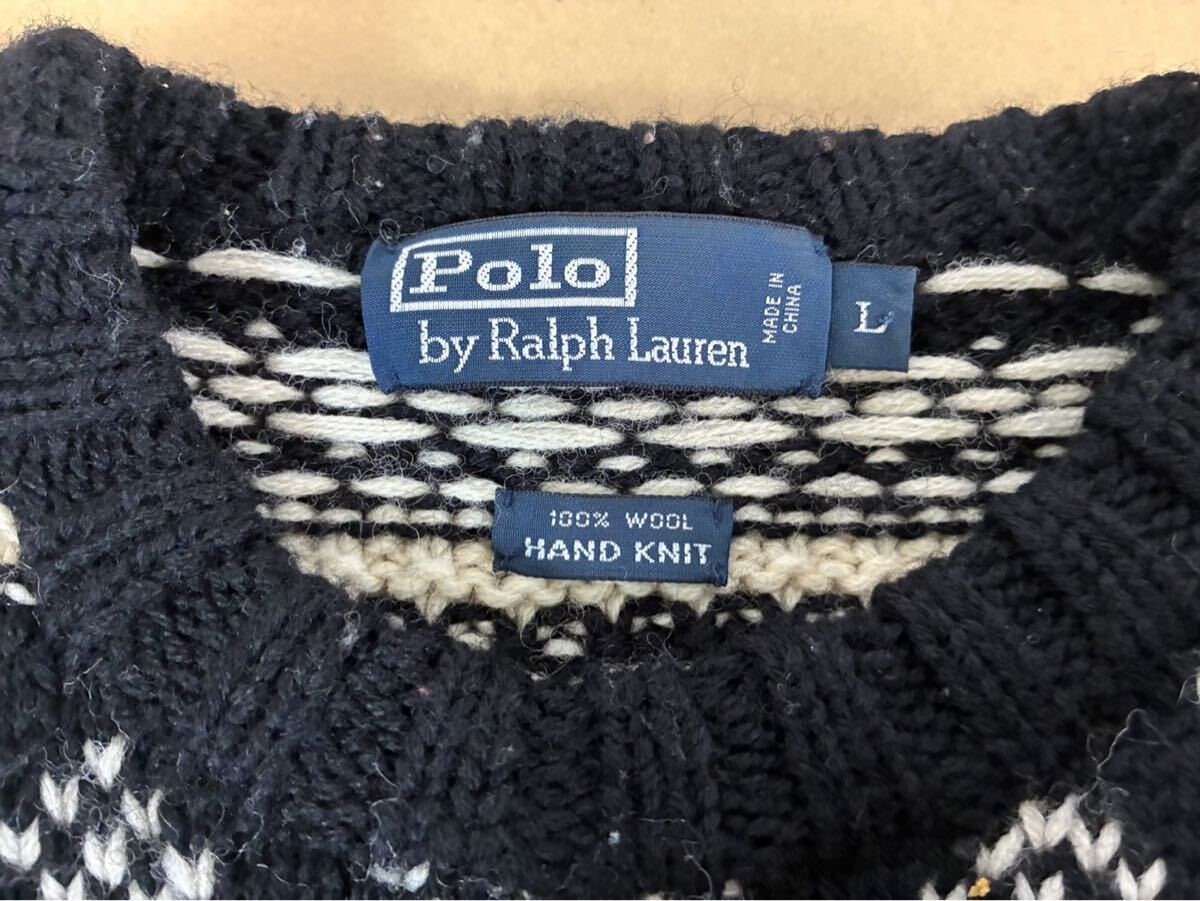 Polo
by Ralph Lauren
MADE IN
CHINA
L
100% WOOL
HAND KNIT